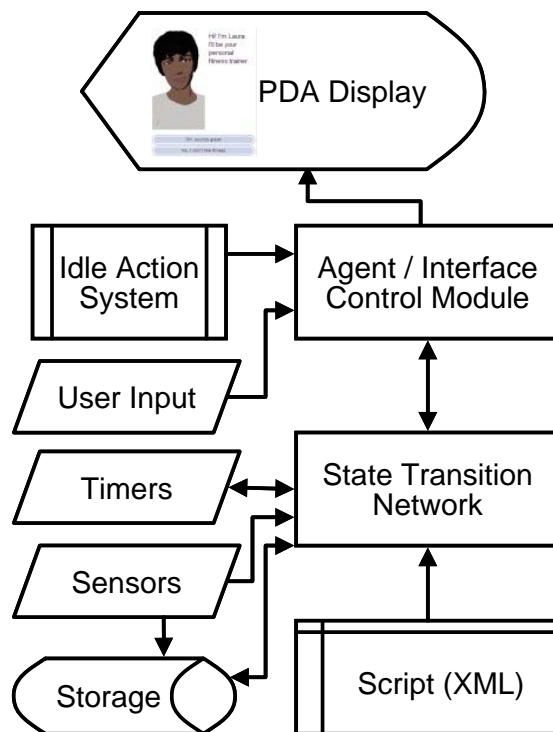 Hi! I'm Laura
I'll be your
personal
fitness trainer.
PDA Display
Idle Action
System
Agent / Interface
Control Module
User Input
Timers
State Transition
Network
Sensors
Storage
Script (XML)